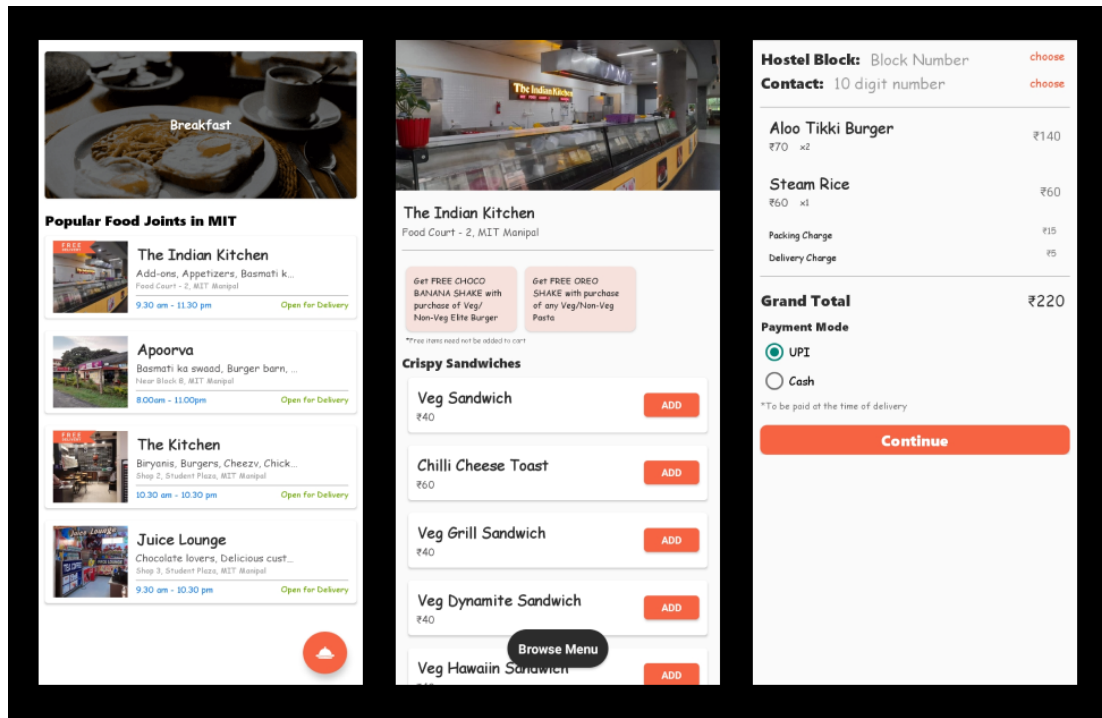 Breakfast
Popular Food Joints in MIT
FREE
DELIVERY
The Indian Kitchen
Add-ons, Appetizers, Basmati k...
Food Court - 2, MIT Manipal
9.30 am - 11.30 pm
Open for Delivery
Apoorva
Basmati ka swaad, Burger barn, ...
Near Block 8, MIT Manipal
8.00am - 11.00pm
Open for Delivery
FREE
DELIVERY
The Kitchen
Biryanis, Burgers, Cheezy, Chick...
Shop 2, Student Plaza, MIT Manipal
10.30 am - 10.30 pm
Open for Delivery
Juice Lounge
Juice Lounge
Chocolate lovers, Delicious cust...
Shop 3, Student Plaza, MIT Manipal
9.30 am - 10.30 pm
Open for Delivery
The Indian Kitchen
The Indian Kitchen
Food Court - 2, MIT Manipal
Get FREE CHOCO
BANANA SHAKE with
purchase of Veg/
Non-Veg Elite Burger
Get FREE OREO
SHAKE with purchase
of any Veg/Non-Veg
Pasta
*Free items need not be added to cart
Crispy Sandwiches
Veg Sandwich
₹40
ADD
Chilli Cheese Toast
₹60
ADD
Veg Grill Sandwich
₹40
ADD
Veg Dynamite Sandwich
₹40
ADD
Browse Menu
Veg Hawaiin Sandwich
ADD
Hostel Block: Block Number choose
Contact: 10 digit number choose
Aloo Tikki Burger
₹70 x2
₹140
Steam Rice
₹60 x1
₹60
Packing Charge ₹15
Delivery Charge ₹5
Grand Total ₹220
Payment Mode
UPI
Cash
*To be paid at the time of delivery
Continue